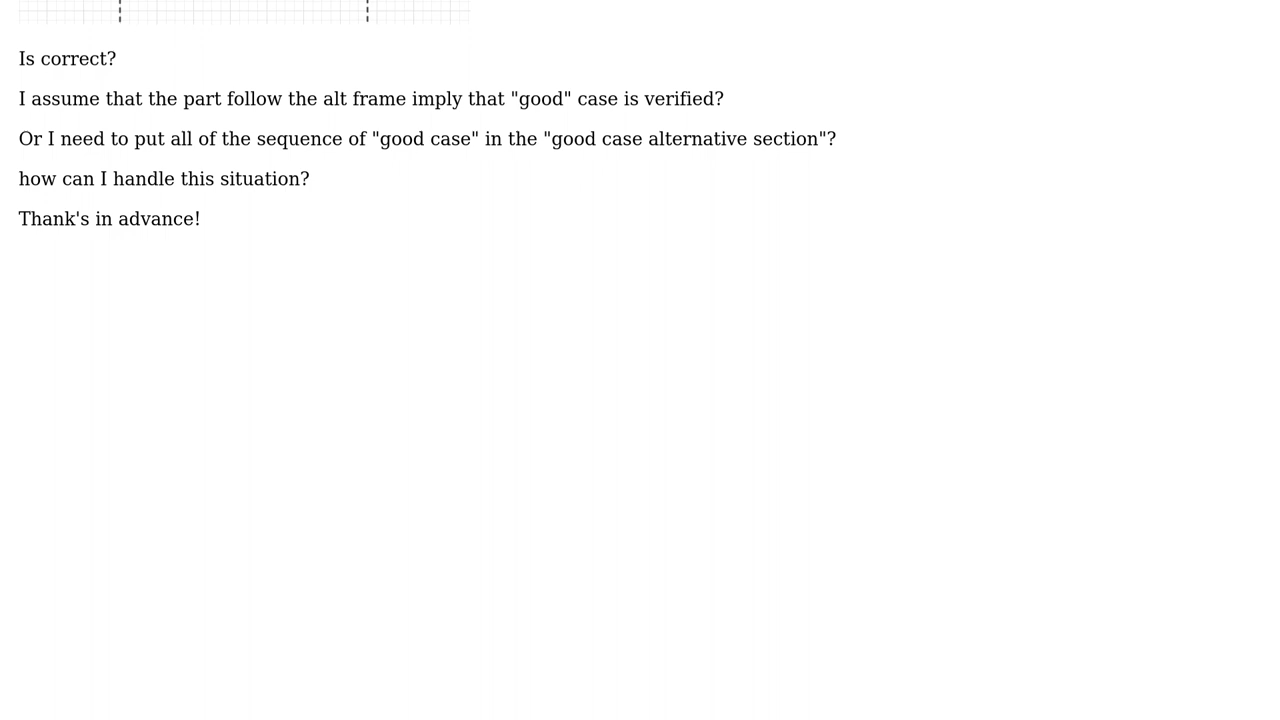 Is correct?
I assume that the part follow the alt frame imply that "good" case is verified?
Or I need to put all of the sequence of "good case" in the "good case alternative section"?
how can I handle this situation?
Thank's in advance!